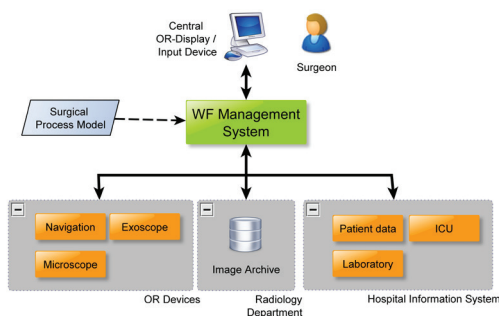 Central
OR-Display /
Input Device
Surgeon
Surgical
Process Model
WF Management
System
Navigation
Exoscope
Microscope
OR Devices
Image Archive
Radiology
Department
Patient data
ICU
Laboratory
Hospital Information System